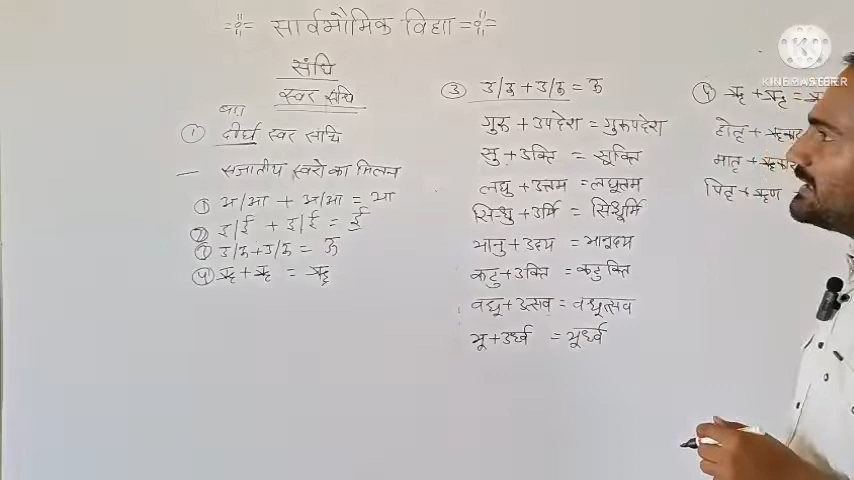 सार्वभौमिक विद्या
संधि
स्वर संधि
बड़ा
① दीर्घ स्वर संधि
— सजातीय स्वरो का मिलन
① अ/आ + अ/आ = आ
② इ/ई + इ/ई = ई
③ उ/ऊ + उ/ऊ = ऊ
④ ऋ + ऋ = ॠ
③ उ/ऊ + उ/ऊ = ऊ
गुरु + उपदेश = गुरूपदेश
सु + उक्ति = सूक्ति
लघु + उत्तम = लघूत्तम
सिन्धु + उर्मि = सिन्धूर्मि
भानु + उदय = भानूदय
कटु + उक्ति = कटुक्ति
वधू + उत्सव = वधूत्सव
भू + उर्ध्व = भूर्ध्व
④ ऋ + ऋ =
होतृ +
मातृ +
पितृ + ऋण
KINEMASTER